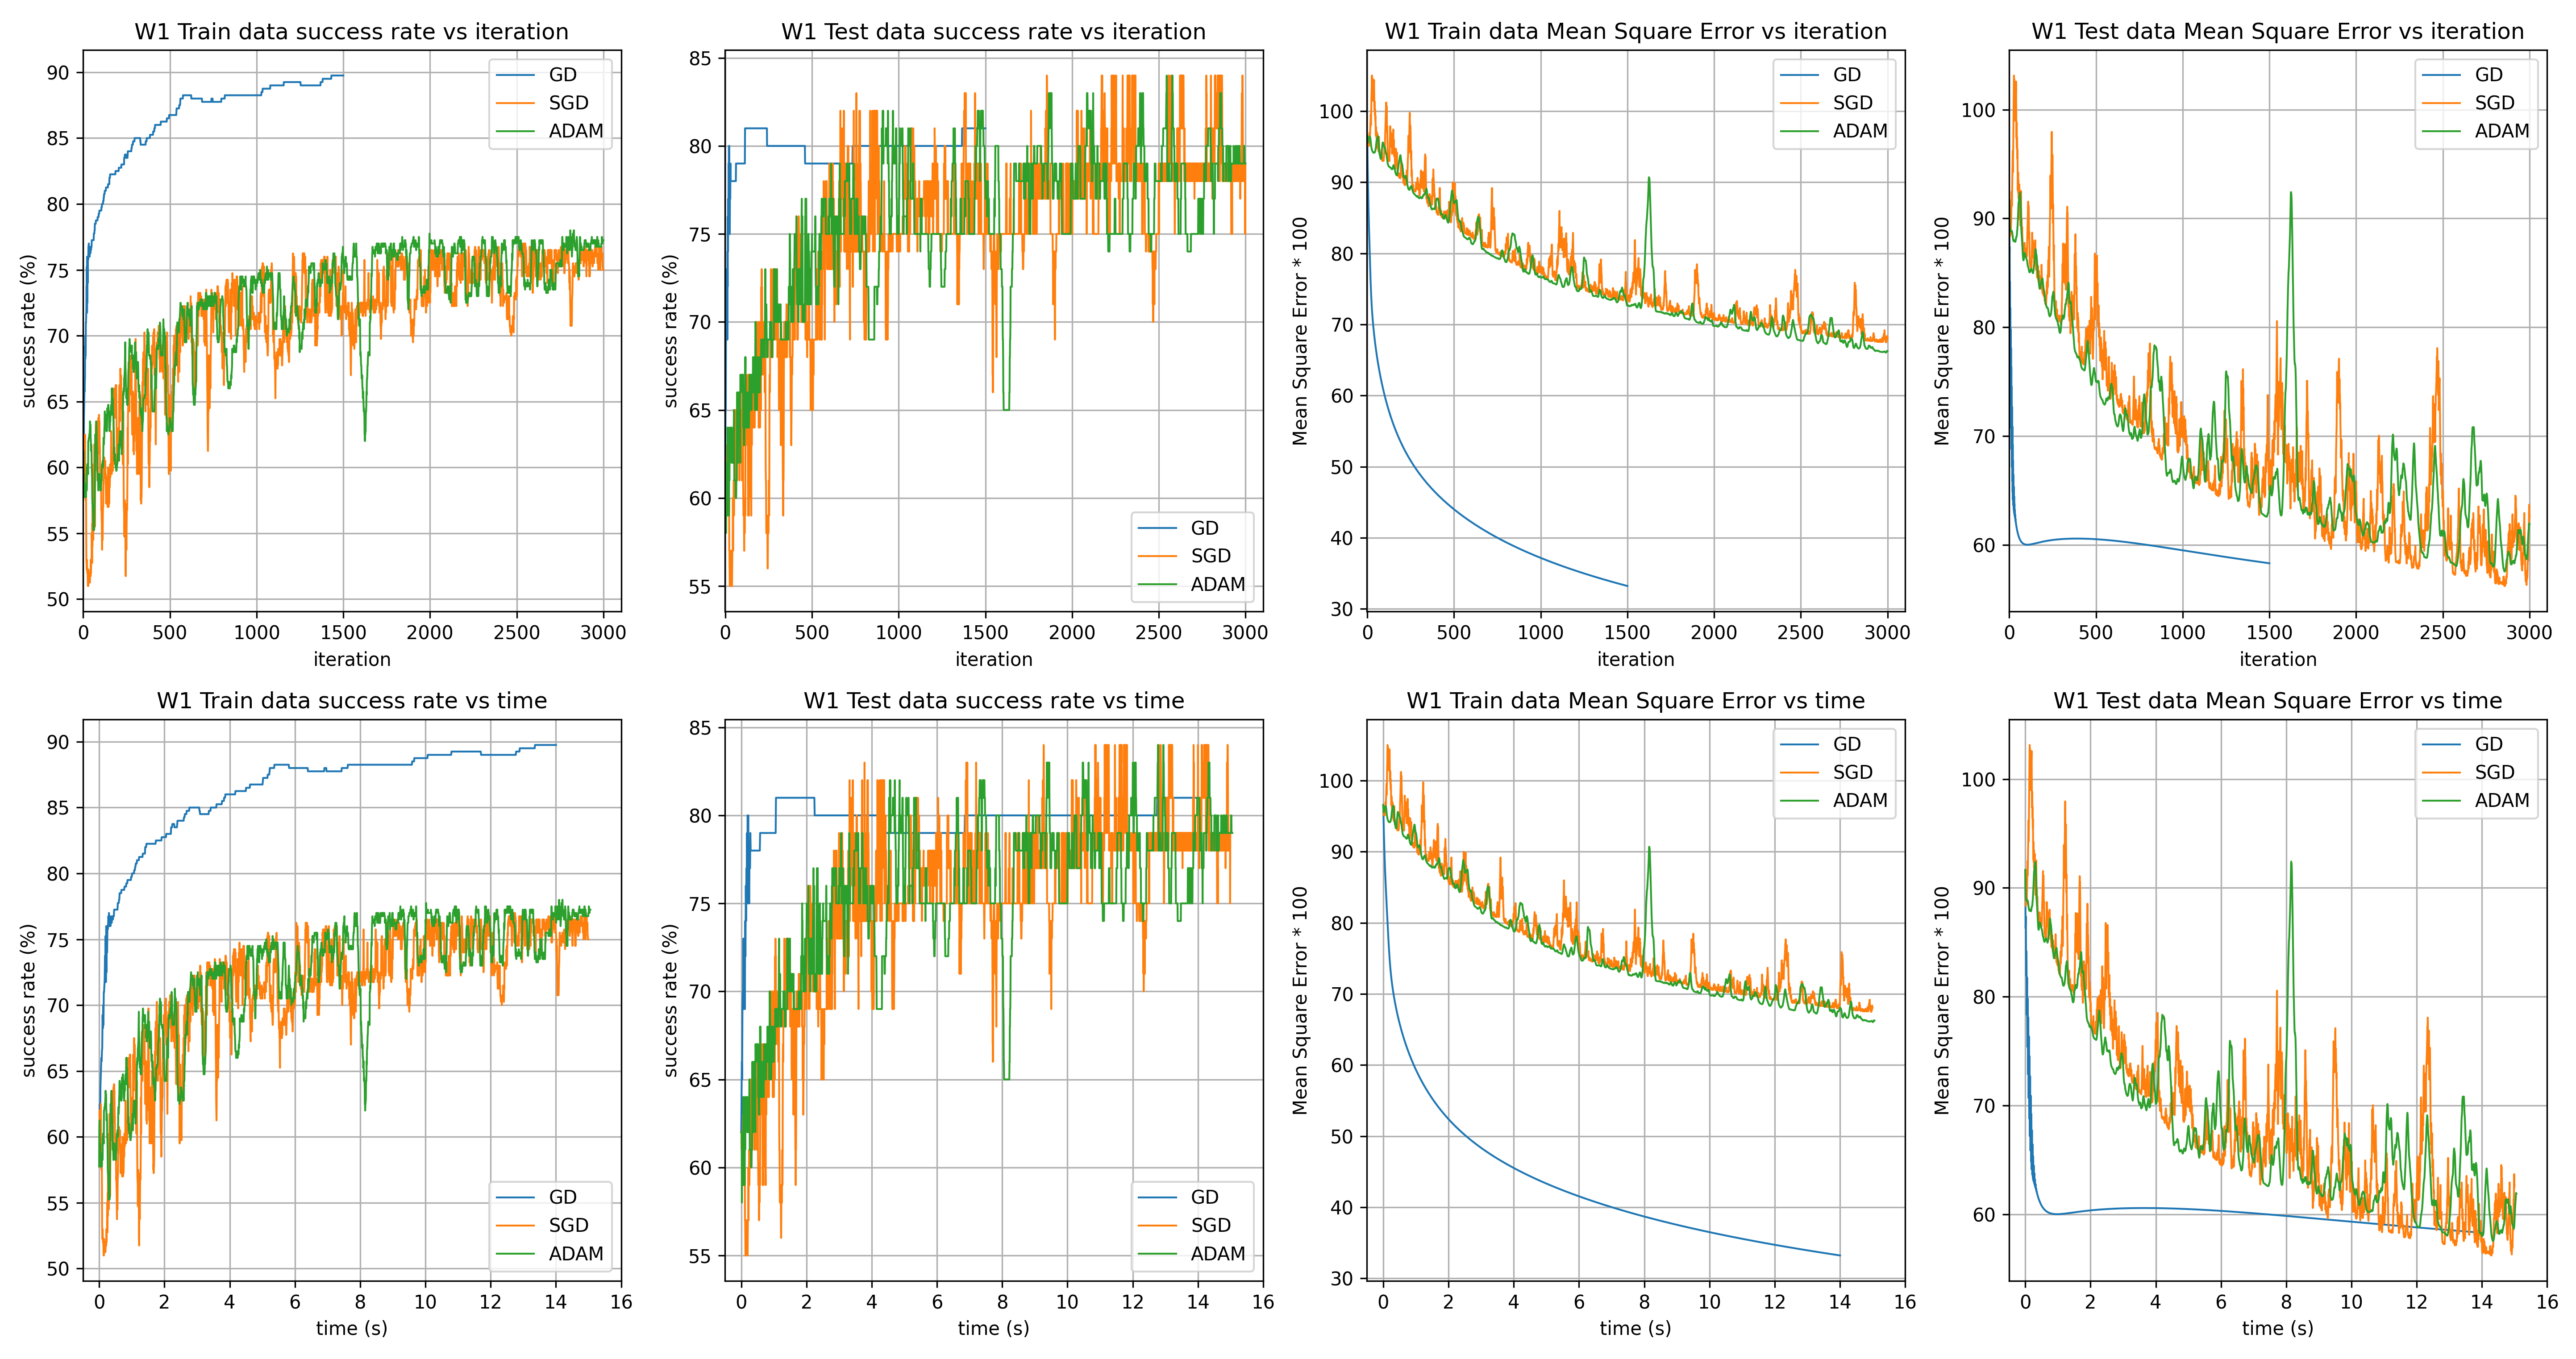 W1 Train data success rate vs iteration
success rate (%)
90
85
80
75
70
65
60
55
50
0 500 1000 1500 2000 2500 3000
iteration
GD
SGD
ADAM
W1 Test data success rate vs iteration
success rate (%)
85
80
75
70
65
60
55
0 500 1000 1500 2000 2500 3000
iteration
GD
SGD
ADAM
W1 Train data Mean Square Error vs iteration
Mean Square Error * 100
100
90
80
70
60
50
40
30
0 500 1000 1500 2000 2500 3000
iteration
GD
SGD
ADAM
W1 Test data Mean Square Error vs iteration
Mean Square Error * 100
100
90
80
70
60
0 500 1000 1500 2000 2500 3000
iteration
GD
SGD
ADAM
W1 Train data success rate vs time
success rate (%)
90
85
80
75
70
65
60
55
50
0 2 4 6 8 10 12 14 16
time (s)
GD
SGD
ADAM
W1 Test data success rate vs time
success rate (%)
85
80
75
70
65
60
55
0 2 4 6 8 10 12 14 16
time (s)
GD
SGD
ADAM
W1 Train data Mean Square Error vs time
Mean Square Error * 100
100
90
80
70
60
50
40
30
0 2 4 6 8 10 12 14 16
time (s)
GD
SGD
ADAM
W1 Test data Mean Square Error vs time
Mean Square Error * 100
100
90
80
70
60
0 2 4 6 8 10 12 14 16
time (s)
GD
SGD
ADAM